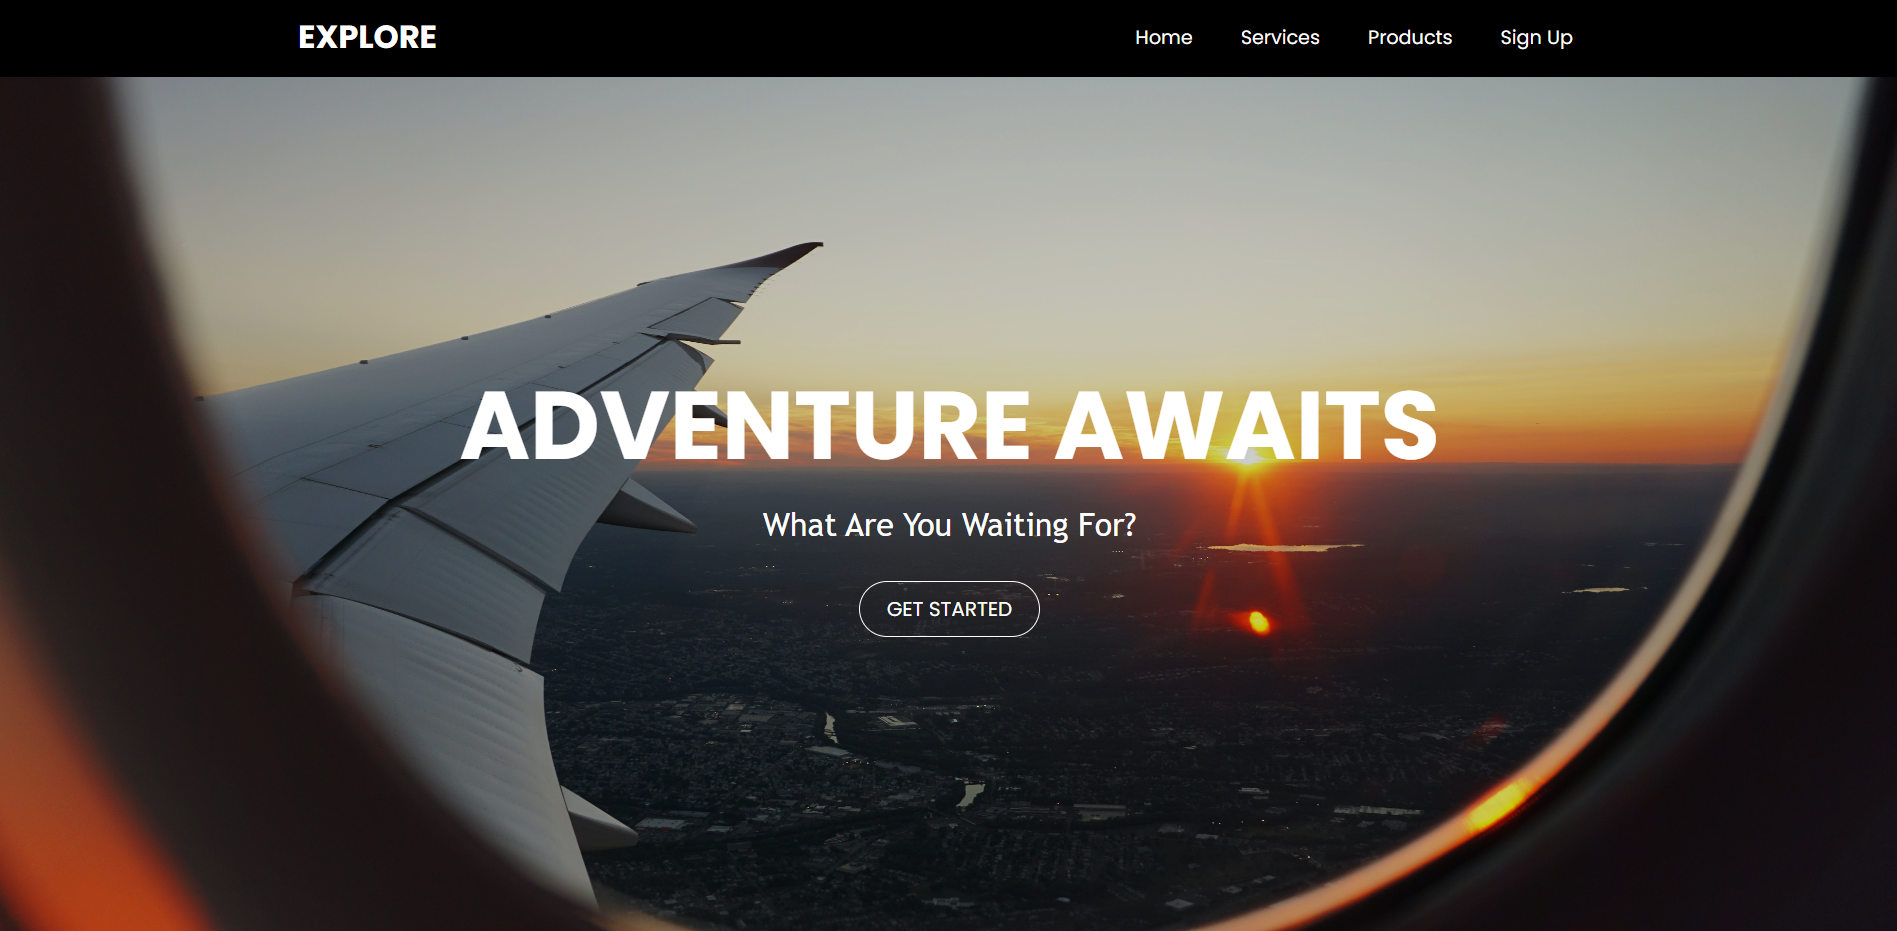 EXPLORE
Home Services Products Sign Up
ADVENTURE AWAITS
What Are You Waiting For?
GET STARTED